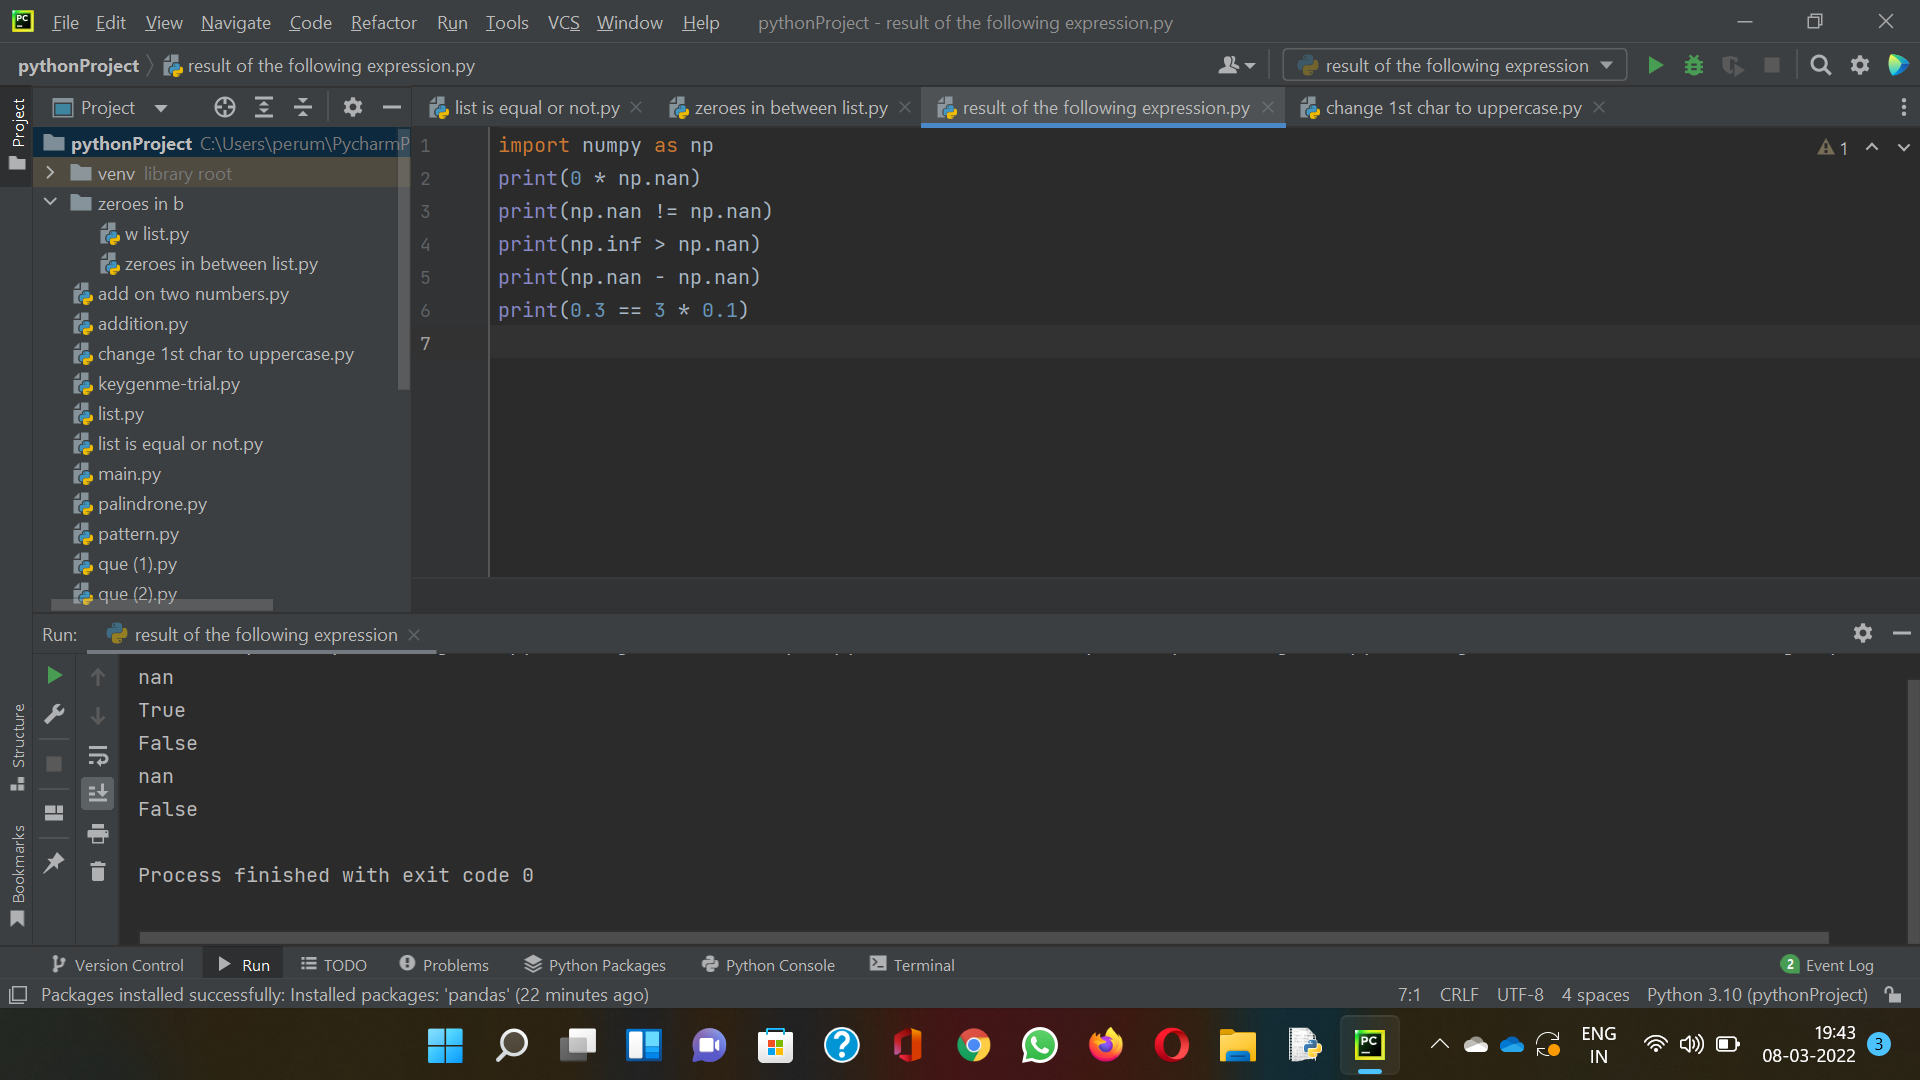 PC File Edit View Navigate Code Refactor Run Tools VCS Window Help pythonProject - result of the following expression.py
pythonProject result of the following expression.py result of the following expression
Project list is equal or not.py zeroes in between list.py result of the following expression.py change 1st char to uppercase.py
Project
pythonProject C:\Users\perum\PycharmP
venv library root
zeroes in b
w list.py
zeroes in between list.py
add on two numbers.py
addition.py
change 1st char to uppercase.py
keygenme-trial.py
list.py
list is equal or not.py
main.py
palindrone.py
pattern.py
que (1).py
que (2).py
1 import numpy as np
2 print(0 * np.nan)
3 print(np.nan != np.nan)
4 print(np.inf > np.nan)
5 print(np.nan - np.nan)
6 print(0.3 == 3 * 0.1)
7
1
Run: result of the following expression
nan
True
False
nan
False
Process finished with exit code 0
Structure
Bookmarks
Version Control Run TODO Problems Python Packages Python Console Terminal 2 Event Log
Packages installed successfully: Installed packages: 'pandas' (22 minutes ago) 7:1 CRLF UTF-8 4 spaces Python 3.10 (pythonProject)
PC ENG 19:43
IN 08-03-2022 3